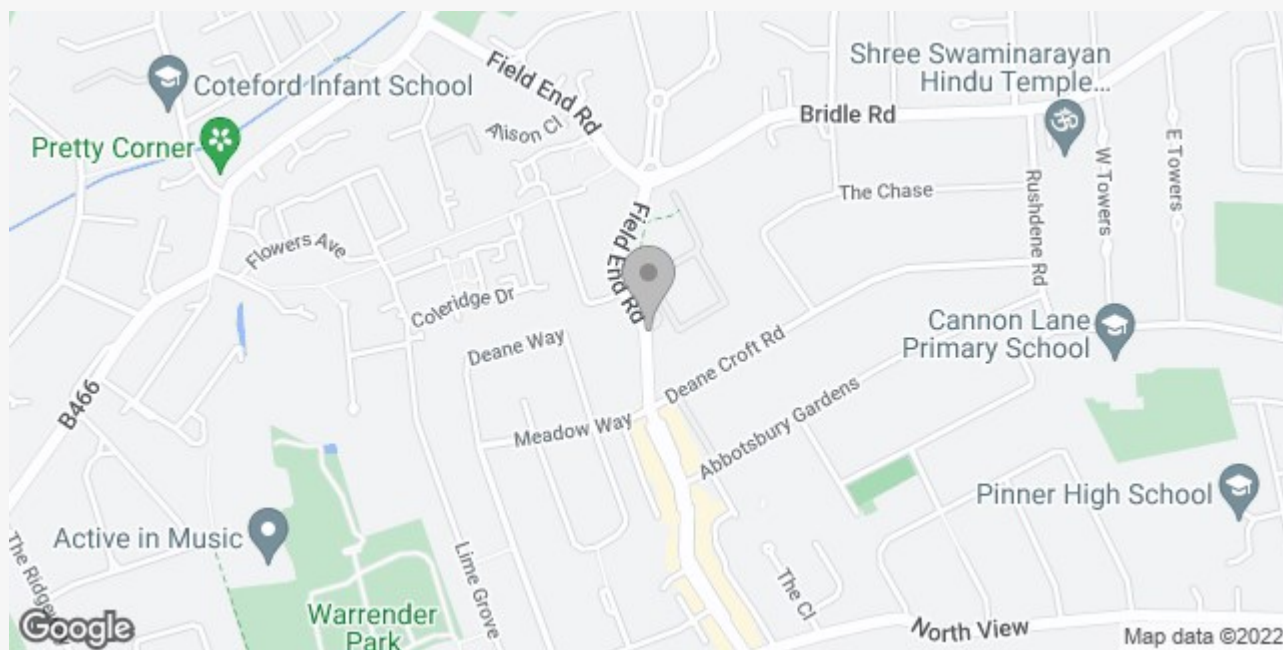 Coteford Infant School
Pretty Corner
Field End Rd
Alison Cl
Shree Swaminarayan
Hindu Temple...
Bridle Rd
W Towers
E Towers
The Chase
Rushdene Rd
Flowers Ave
Field End Rd
Coleridge Dr
Deane Way
Deane Croft Rd
Cannon Lane
Primary School
B466
Meadow Way
Abbotsbury Gardens
Pinner High School
Active in Music
The Ridgeway
Lime Grove
Warrender
Park
The Cl
North View
Google
Map data ©2022